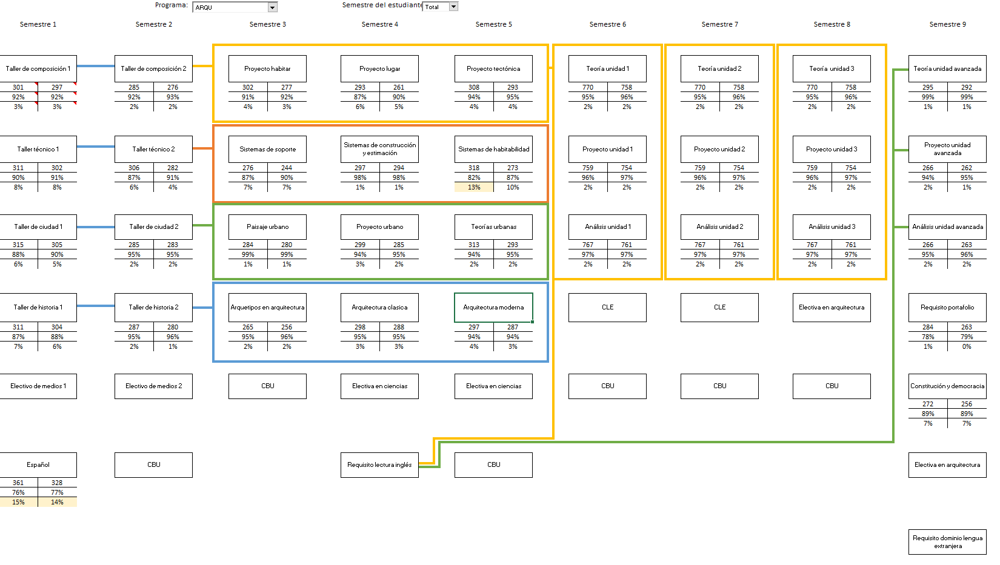 Programa: ARQU Semestre del estudiante Total
Semestre 1 Semestre 2 Semestre 3 Semestre 4 Semestre 5 Semestre 6 Semestre 7 Semestre 8 Semestre 9
Taller de composición 1 Taller de composición 2 Proyecto habitar Proyecto lugar Proyecto tectónica Teoría unidad 1 Teoría unidad 2 Teoría unidad 3 Teoría unidad avanzada
301 297 285 276 302 277 293 261 308 293 770 758 770 758 770 758 295 292
92% 92% 92% 93% 91% 92% 87% 90% 94% 95% 95% 96% 95% 96% 95% 96% 99% 99%
3% 3% 2% 2% 4% 3% 6% 5% 4% 4% 2% 2% 2% 2% 2% 2% 1% 1%
Taller técnico 1 Taller técnico 2 Sistemas de soporte Sistemas de construcción
y estimación Sistemas de habitabilidad Proyecto unidad 1 Proyecto unidad 2 Proyecto unidad 3 Proyecto unidad
avanzada
311 302 306 282 276 244 297 294 318 273 759 754 759 754 759 754 266 262
90% 91% 87% 91% 87% 90% 98% 98% 82% 87% 96% 97% 96% 97% 96% 97% 94% 95%
8% 8% 6% 4% 7% 7% 1% 1% 13% 10% 2% 2% 2% 2% 2% 2% 2% 1%
Taller de ciudad 1 Taller de ciudad 2 Paisaje urbano Proyecto urbano Teorías urbanas Análisis unidad 1 Análisis unidad 2 Análisis unidad 3 Análisis unidad avanzada
315 305 285 283 284 280 299 285 313 293 767 761 767 761 767 761 266 263
88% 90% 95% 95% 99% 99% 94% 95% 94% 95% 97% 97% 97% 97% 97% 97% 95% 96%
6% 5% 2% 2% 1% 1% 3% 2% 2% 2% 2% 2% 2% 2% 2% 2% 2% 2%
Taller de historia 1 Taller de historia 2 Arquetipos en arquitectura Arquitectura clasica Arquitectura moderna CLE CLE Electiva en arquitectura Requisito portafolio
311 304 287 280 265 256 298 288 297 287 284 263
87% 88% 95% 96% 95% 96% 95% 95% 94% 94% 78% 79%
7% 6% 2% 1% 2% 2% 3% 3% 4% 3% 1% 0%
Electivo de medios 1 Electivo de medios 2 CBU Electiva en ciencias Electiva en ciencias CBU CBU CBU Constitución y democracia
272 256
89% 89%
7% 7%
Español CBU Requisito lectura inglés CBU Electiva en arquitectura
361 328
76% 77%
15% 14%
Requisito dominio lengua
extranjera